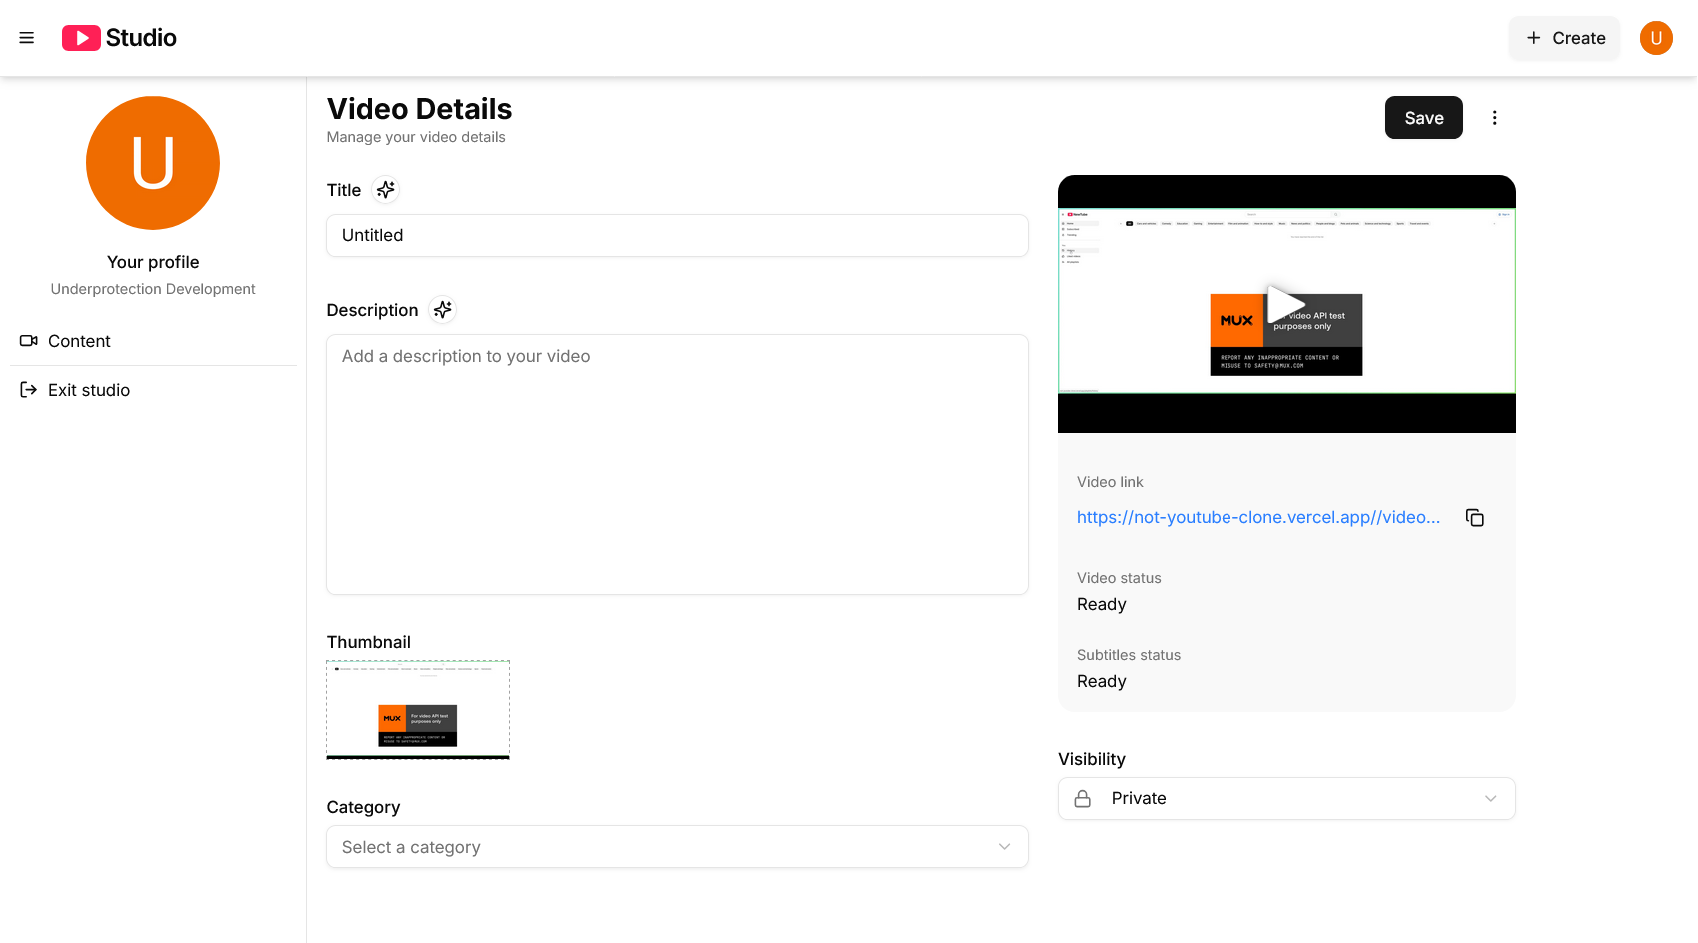 Studio
Create
U
U
Your profile
Underprotection Development
Content
Exit studio
Video Details
Manage your video details
Save
Title
Untitled
Description
Add a description to your video
Thumbnail
MUX
For video API test
purposes only
REPORT ANY INAPPROPRIATE CONTENT OR
MISUSE TO SAFETY@MUX.COM
Category
Select a category
MUX
video API test
purposes only
REPORT ANY INAPPROPRIATE CONTENT OR
MISUSE TO SAFETY@MUX.COM
Video link
https://not-youtube-clone.vercel.app//video...
Video status
Ready
Subtitles status
Ready
Visibility
Private